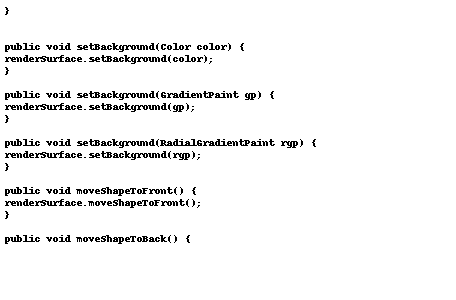 }
public void setBackground(Color color) {
renderSurface.setBackground(color);
}
public void setBackground(GradientPaint gp) {
renderSurface.setBackground(gp);
}
public void setBackground(RadialGradientPaint rgp) {
renderSurface.setBackground(rgp);
}
public void moveShapeToFront() {
renderSurface.moveShapeToFront();
}
public void moveShapeToBack() {